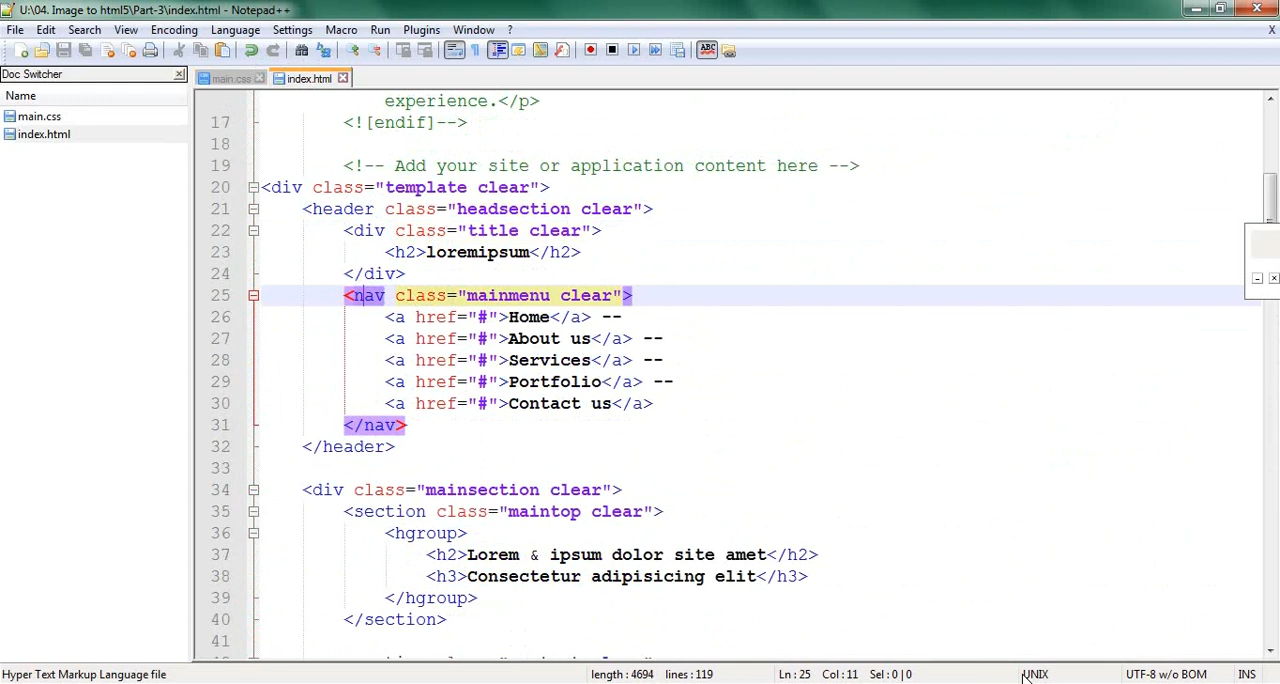 U:\04. Image to html5\Part-3\index.html - Notepad++
File Edit Search View Encoding Language Settings Macro Run Plugins Window ? X
ABC
Doc Switcher
main.css
index.html
Name
main.css
index.html
experience.</p>
17 <![endif]-->
18
19 <!-- Add your site or application content here -->
20 <div class="template clear">
21 <header class="headsection clear">
22 <div class="title clear">
23 <h2>loremipsum</h2>
24 </div>
25 <nav class="mainmenu clear">
26 <a href="#">Home</a> --
27 <a href="#">About us</a> --
28 <a href="#">Services</a> --
29 <a href="#">Portfolio</a> --
30 <a href="#">Contact us</a>
31 </nav>
32 </header>
33
34 <div class="mainsection clear">
35 <section class="maintop clear">
36 <hgroup>
37 <h2>Lorem & ipsum dolor site amet</h2>
38 <h3>Consectetur adipisicing elit</h3>
39 </hgroup>
40 </section>
41
Hyper Text Markup Language file length : 4694 lines : 119 Ln : 25 Col : 11 Sel : 0 | 0 UNIX UTF-8 w/o BOM INS